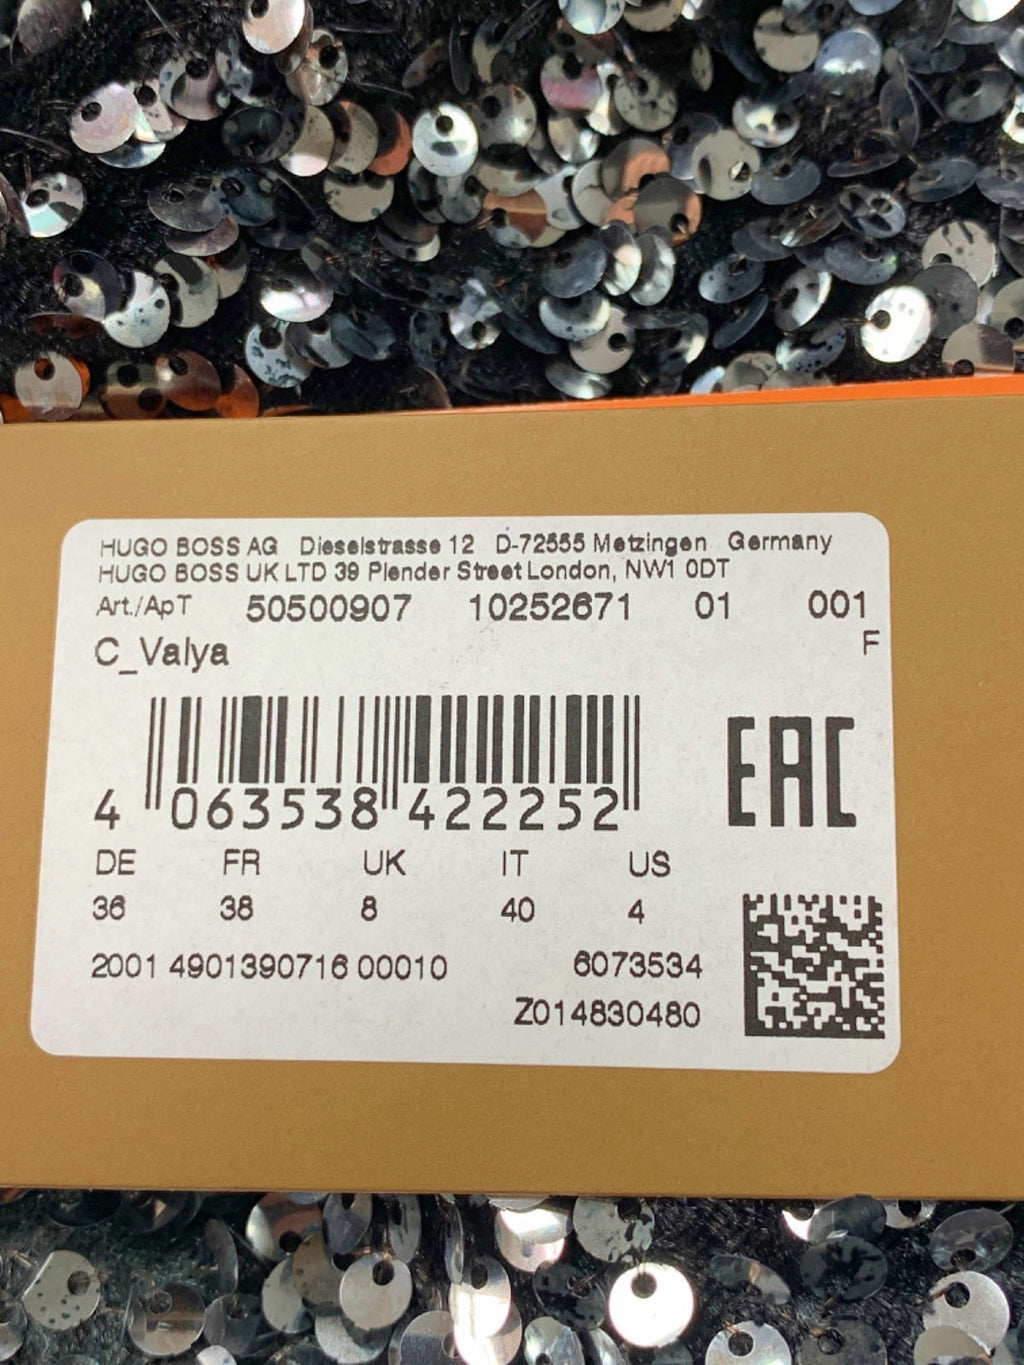 HUGO BOSS AG Dieselstrasse 12 D-72555 Metzingen Germany
HUGO BOSS UK LTD 39 Plender Street London, NW1 0DT
Art./ApT 50500907 10252671 01 001
C_Valya F
4 063538 422252
EAC
DE FR UK IT US
36 38 8 40 4
2001 4901390716 00010 6073534
Z014830480